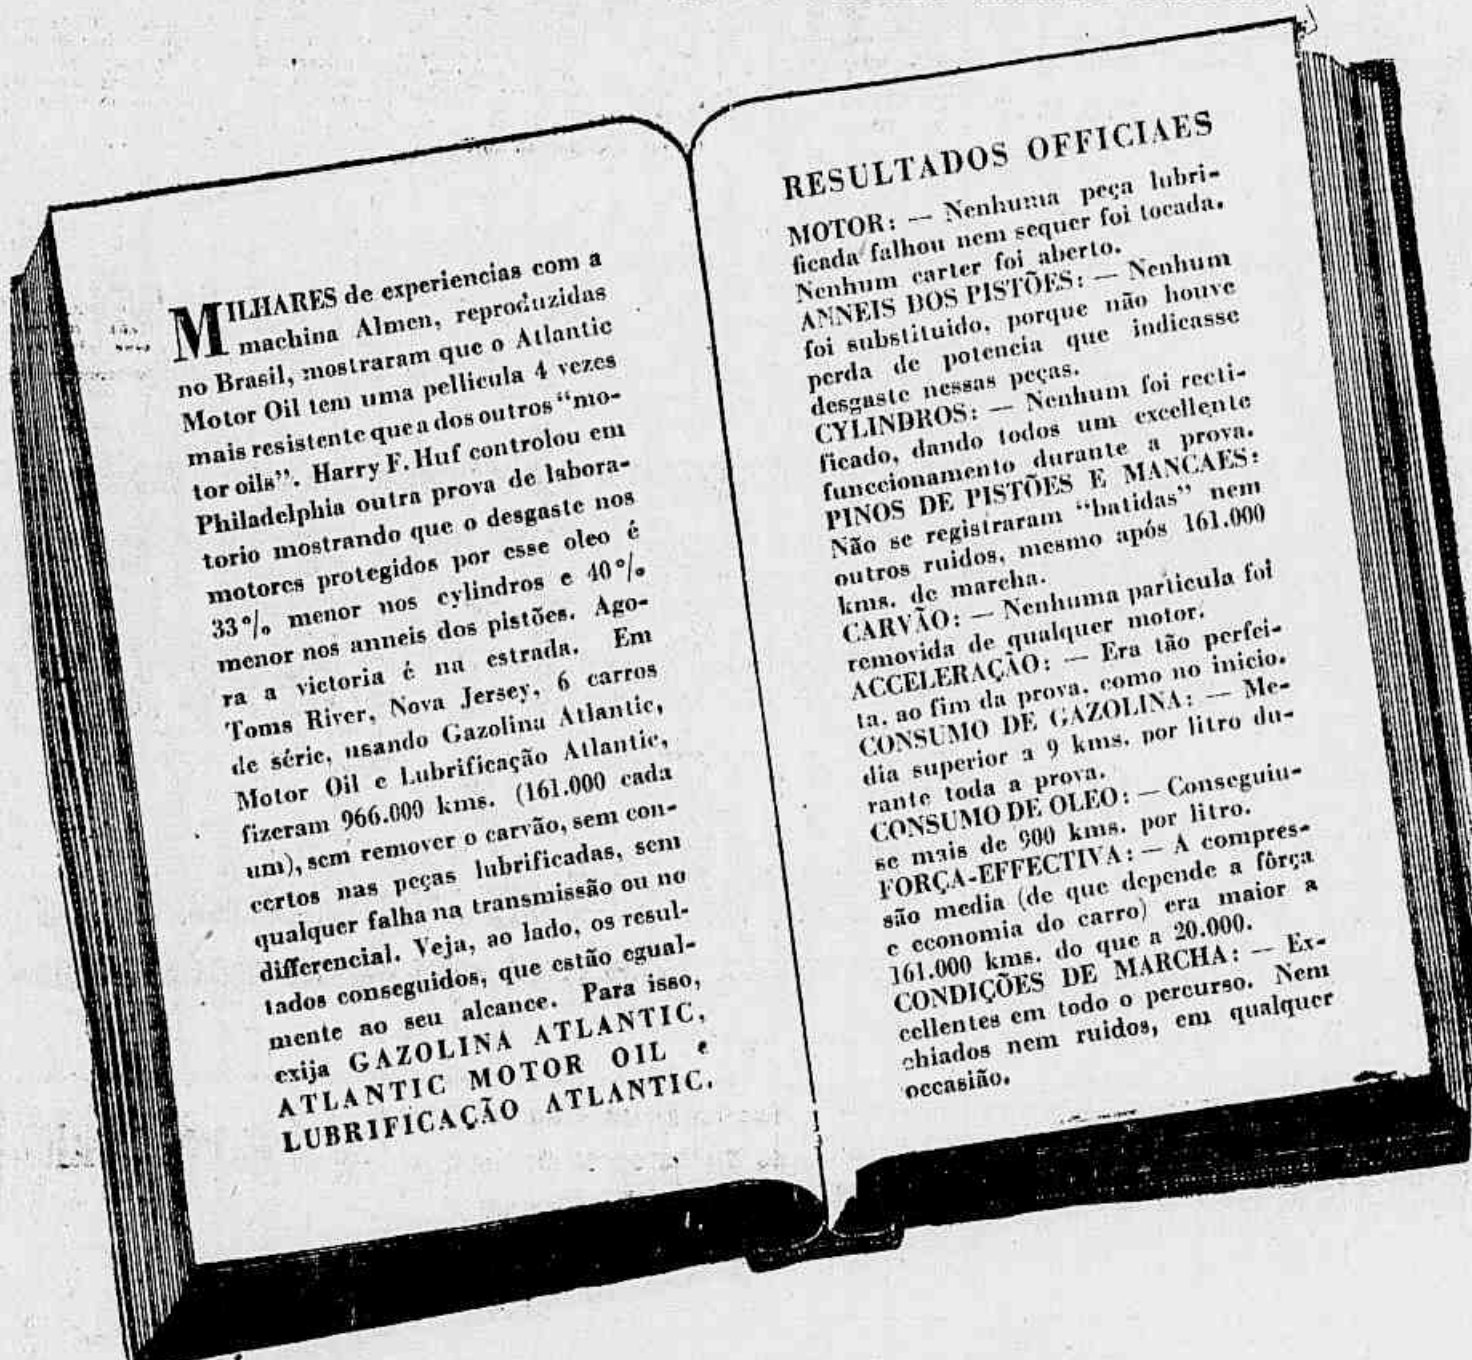 MILHARES de experiencias com a
machina Almen, reproduzidas
no Brasil, mostraram que o Atlantic
Motor Oil tem uma pellicula 4 vezes
mais resistente que a dos outros "mo-
tor oils". Harry F. Huf controlou em
Philadelphia outra prova de labora-
torio mostrando que o desgaste nos
motores protegidos por esse oleo é
33% menor nos cylindros e 40%
menor nos anneis dos pistões. Ago-
ra a victoria é na estrada. Em
Toms River, Nova Jersey, 6 carros
de série, usando Gazolina Atlantic,
Motor Oil e Lubrificação Atlantic,
fizeram 966.000 kms. (161.000 cada
um), sem remover o carvão, sem con-
certos nas peças lubrificadas, sem
qualquer falha na transmissão ou no
differencial. Veja, ao lado, os resul-
tados conseguidos, que estão egual-
mente ao seu alcance. Para isso,
exija GAZOLINA ATLANTIC,
ATLANTIC MOTOR OIL e
LUBRIFICAÇÃO ATLANTIC.
RESULTADOS OFFICIAES
MOTOR: — Nenhuma peça lubri-
ficada falhou nem sequer foi tocada.
Nenhum carter foi aberto.
ANNEIS DOS PISTÕES: — Nenhum
foi substituido, porque não houve
perda de potencia que indicasse
desgaste nessas peças.
CYLINDROS: — Nenhum foi recti-
ficado, dando todos um excellente
funccionamento durante a prova.
PINOS DE PISTÕES E MANCAES:
Não se registraram "batidas" nem
outros ruidos, mesmo após 161.000
kms. de marcha.
CARVÃO: — Nenhuma particula foi
removida de qualquer motor.
ACCELERAÇÃO: — Era tão perfei-
ta, ao fim da prova, como no inicio.
CONSUMO DE GAZOLINA: — Me-
dia superior a 9 kms. por litro du-
rante toda a prova.
CONSUMO DE OLEO: — Conseguiu-
se mais de 900 kms. por litro.
FORÇA-EFFECTIVA: — A compres-
são media (de que depende a fôrça
e economia do carro) era maior a
161.000 kms. do que a 20.000.
CONDIÇÕES DE MARCHA: — Ex-
cellentes em todo o percurso. Nem
chiados nem ruidos, em qualquer
occasião.